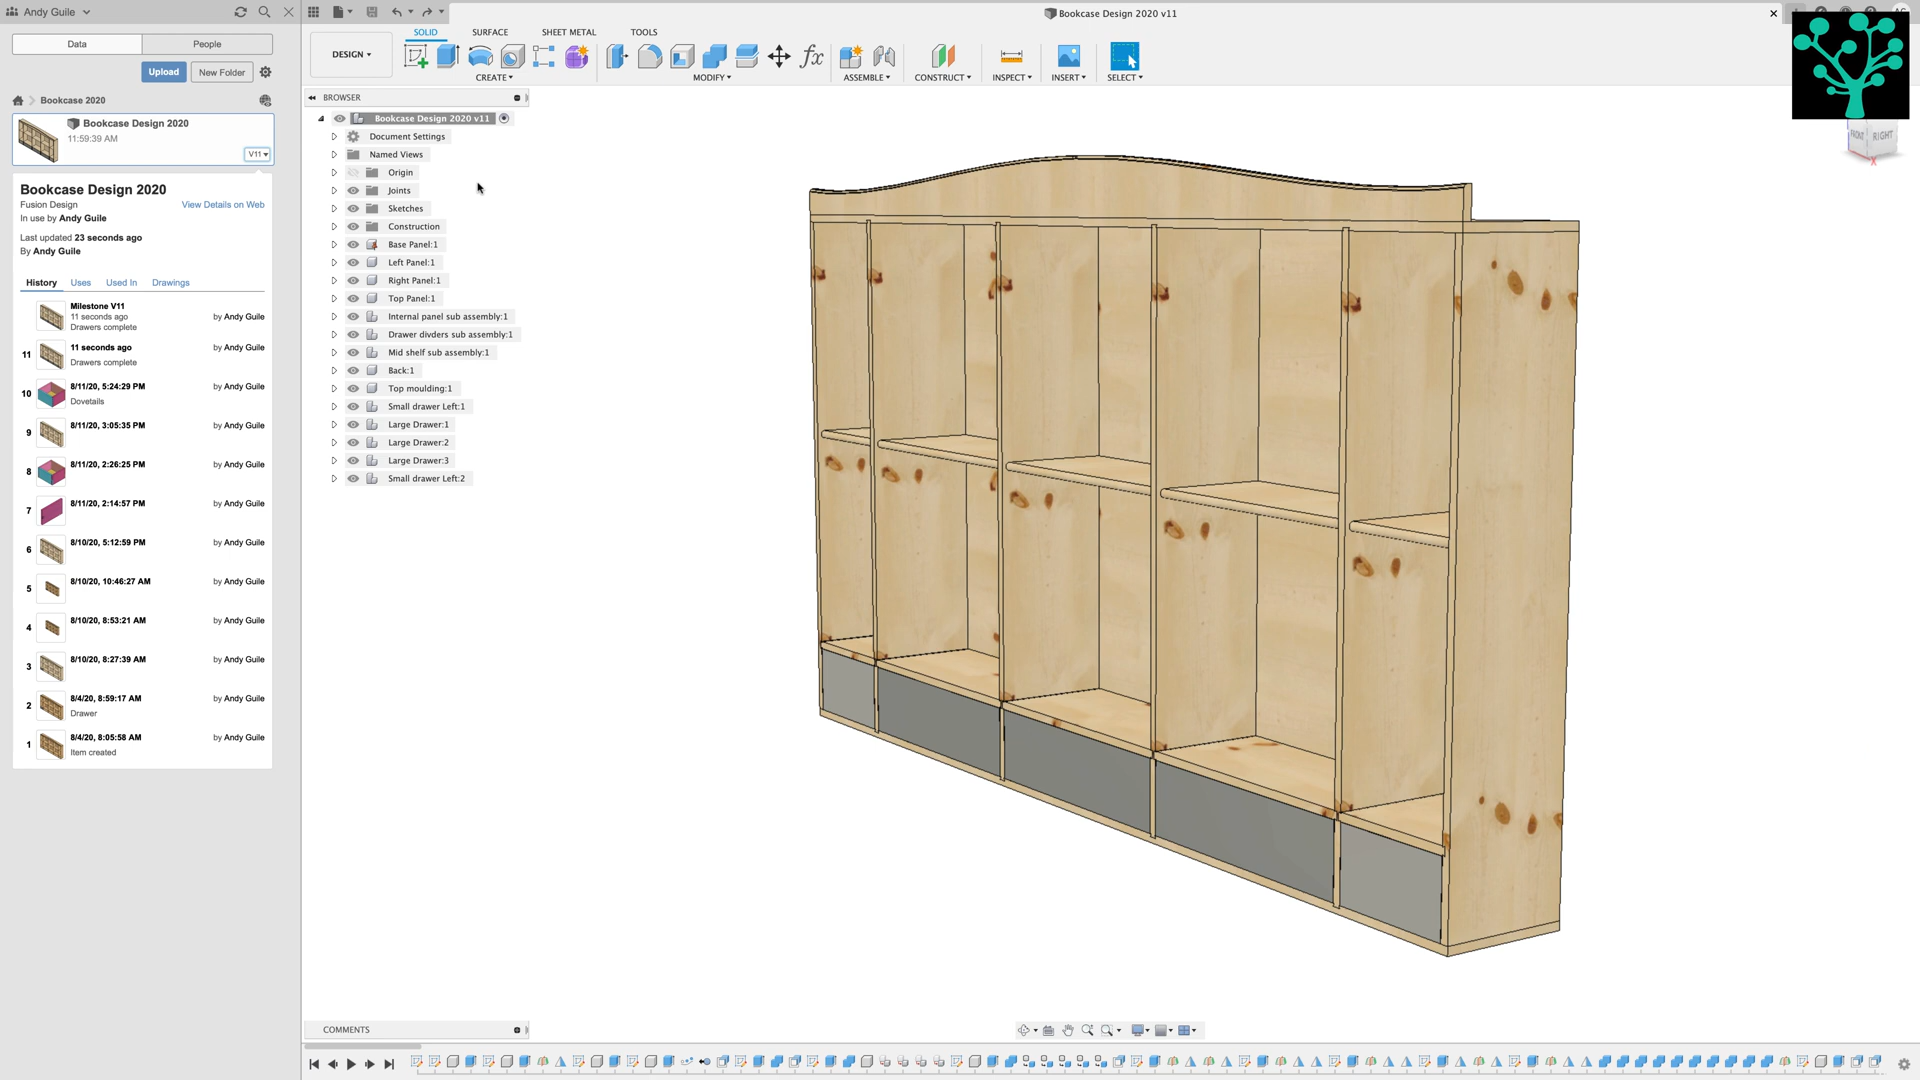 Andy Guile
Data
People
Upload
New Folder
Bookcase 2020
Bookcase Design 2020
11:59:39 AM
V11
Bookcase Design 2020
Fusion Design
View Details on Web
In use by Andy Guile
Last updated 23 seconds ago
By Andy Guile
History
Uses
Used In
Drawings
Milestone V11
11 seconds ago
by Andy Guile
Drawers complete
11
11 seconds ago
by Andy Guile
Drawers complete
10
8/11/20, 5:24:29 PM
by Andy Guile
Dovetails
9
8/11/20, 3:05:35 PM
by Andy Guile
8
8/11/20, 2:26:25 PM
by Andy Guile
7
8/11/20, 2:14:57 PM
by Andy Guile
6
8/10/20, 5:12:59 PM
by Andy Guile
5
8/10/20, 10:46:27 AM
by Andy Guile
4
8/10/20, 8:53:21 AM
by Andy Guile
3
8/10/20, 8:27:39 AM
by Andy Guile
2
8/4/20, 8:59:17 AM
by Andy Guile
Drawer
1
8/4/20, 8:05:58 AM
by Andy Guile
Item created
Bookcase Design 2020 v11
DESIGN
SOLID
SURFACE
SHEET METAL
TOOLS
CREATE
MODIFY
ASSEMBLE
CONSTRUCT
INSPECT
INSERT
SELECT
BROWSER
Bookcase Design 2020 v11
Document Settings
Named Views
Origin
Joints
Sketches
Construction
Base Panel:1
Left Panel:1
Right Panel:1
Top Panel:1
Internal panel sub assembly:1
Drawer divders sub assembly:1
Mid shelf sub assembly:1
Back:1
Top moulding:1
Small drawer Left:1
Large Drawer:1
Large Drawer:2
Large Drawer:3
Small drawer Left:2
FRONT
RIGHT
X
COMMENTS